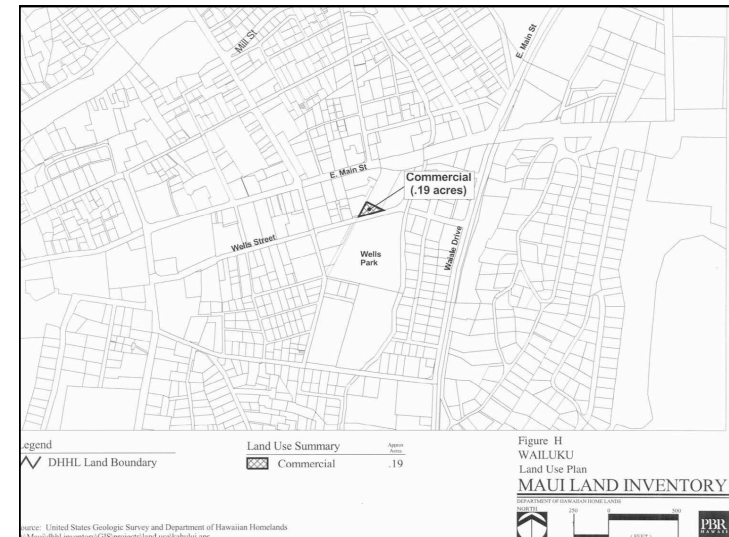 Mill St
E. Main St
E. Main St
Commercial
(.19 acres)
Wells Street
Wells
Park
Waiale Drive
Legend
DHHL Land Boundary
Land Use Summary
Approx
Acres
Commercial .19
Figure H
WAILUKU
Land Use Plan
MAUI LAND INVENTORY
DEPARTMENT OF HAWAIIAN HOME LANDS
NORTH
250 0 500
PBR
HAWAII
ource: United States Geologic Survey and Department of Hawaiian Homelands